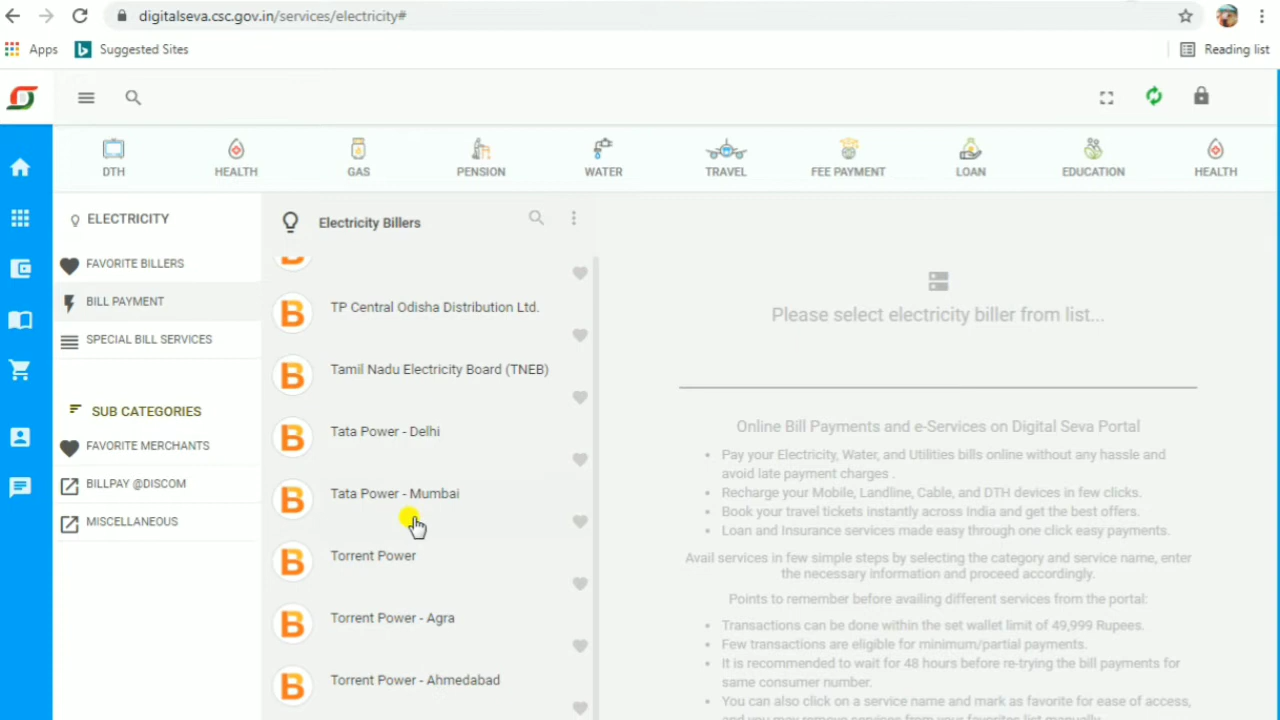 digitalseva.csc.gov.in/services/electricity#
Apps
Suggested Sites
Reading list
DTH
HEALTH
GAS
PENSION
WATER
TRAVEL
FEE PAYMENT
LOAN
EDUCATION
HEALTH
ELECTRICITY
FAVORITE BILLERS
BILL PAYMENT
SPECIAL BILL SERVICES
SUB CATEGORIES
FAVORITE MERCHANTS
BILLPAY @DISCOM
MISCELLANEOUS
Electricity Billers
B TP Central Odisha Distribution Ltd.
B Tamil Nadu Electricity Board (TNEB)
B Tata Power - Delhi
B Tata Power - Mumbai
B Torrent Power
B Torrent Power - Agra
B Torrent Power - Ahmedabad
Please select electricity biller from list...
Online Bill Payments and e-Services on Digital Seva Portal
• Pay your Electricity, Water, and Utilities bills online without any hassle and
avoid late payment charges .
• Recharge your Mobile, Landline, Cable, and DTH devices in few clicks.
• Book your travel tickets instantly across India and get the best offers.
• Loan and Insurance services made easy through one click easy payments.
Avail services in few simple steps by selecting the category and service name, enter
the necessary information and proceed accordingly.
Points to remember before availing different services from the portal:
• Transactions can be done within the set wallet limit of 49,999 Rupees.
• Few transactions are eligible for minimum/partial payments.
• It is recommended to wait for 48 hours before re-trying the bill payments for
same consumer number.
• You can also click on a service name and mark as favorite for ease of access,
and you may remove services from your favorites list manually.